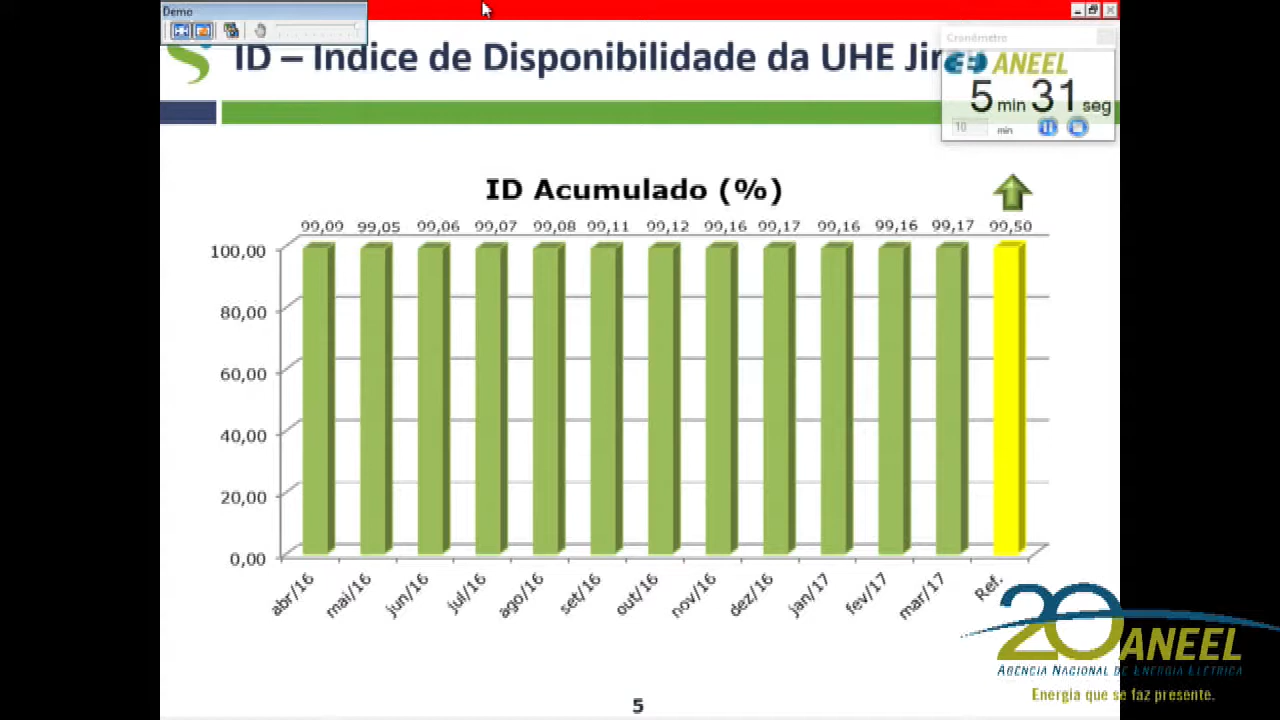 Demo
ID – Índice de Disponibilidade da UHE
Cronômetro
ANEEL
5 min 31 seg
10 min
ID Acumulado (%)
99,09 99,05 99,06 99,07 99,08 99,11 99,12 99,16 99,17 99,16 99,16 99,17 99,50
100,00
80,00
60,00
40,00
20,00
0,00
abr/16 mai/16 jun/16 jul/16 ago/16 set/16 out/16 nov/16 dez/16 jan/17 fev/17 mar/17 Ref.
20 ANEEL
AGÊNCIA NACIONAL DE ENERGIA ELÉTRICA
Energia que se faz presente.
5